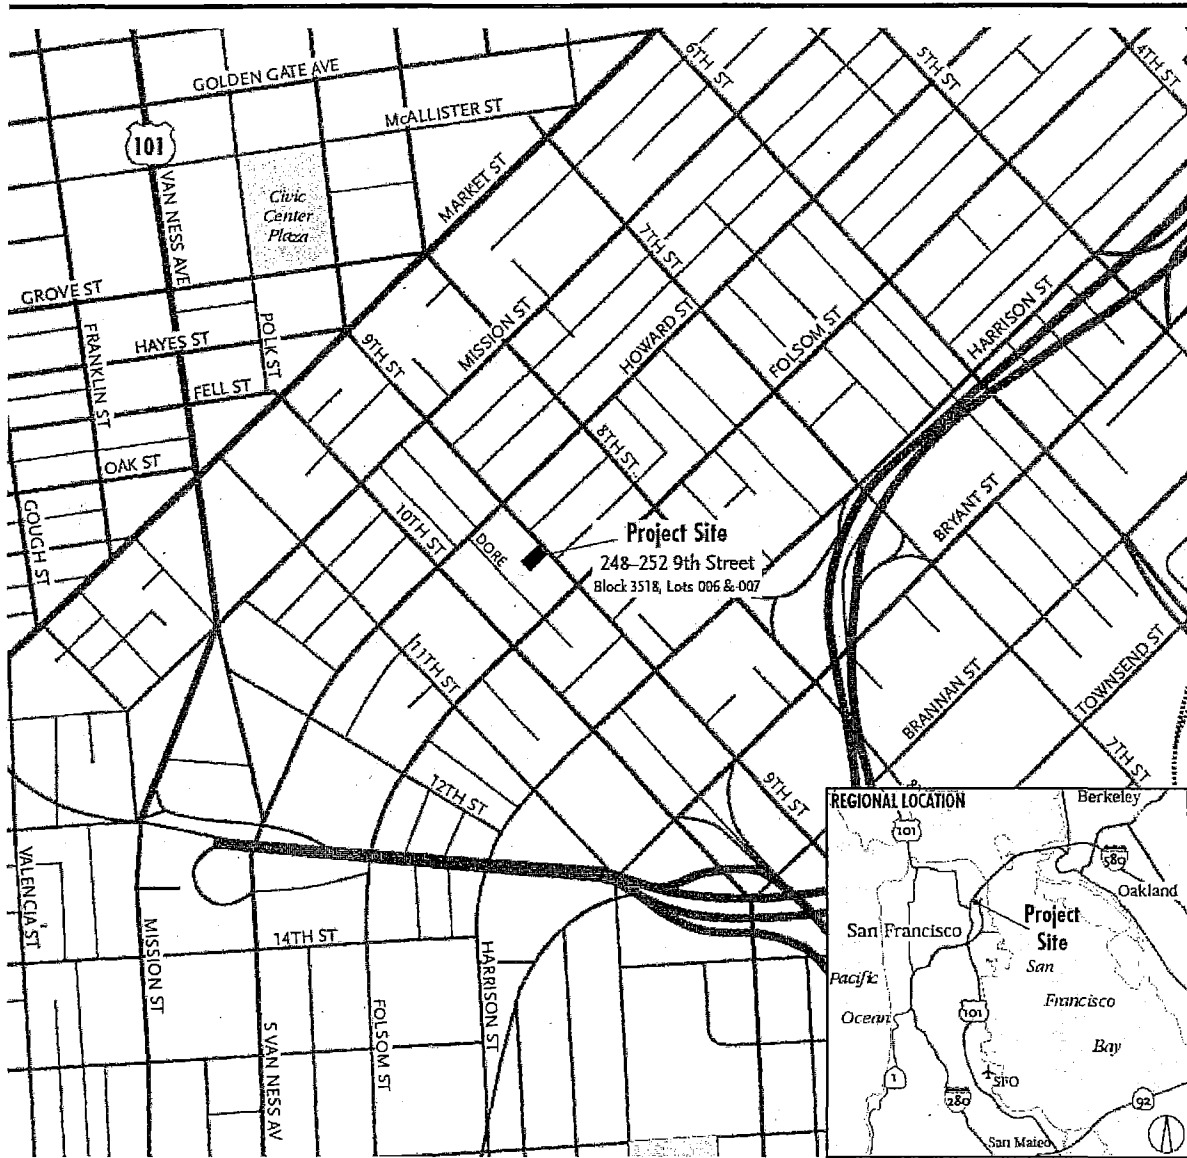 6TH ST
5TH ST
4TH ST
GOLDEN GATE AVE
McALLISTER ST
101
VAN NESS AVE
Civic
Center
Plaza
MARKET ST
7TH ST
GROVE ST
HAYES ST
POLK ST
FRANKLIN ST
FELL ST
9TH ST
MISSION ST
HOWARD ST
FOLSOM ST
HARRISON ST
OAK ST
8TH ST
GOUGH ST
10TH ST
DORE
Project Site
248–252 9th Street
Block 3518, Lots 006 & 007
BRYANT ST
11TH ST
BRANNAN ST
TOWNSEND ST
7TH ST
12TH ST
9TH ST
VALENCIA ST
MISSION ST
14TH ST
S VAN NESS AV
FOLSOM ST
HARRISON ST
REGIONAL LOCATION
Berkeley
101
580
Oakland
San Francisco
Project
Site
San
Francisco
Bay
Pacific
Ocean
101
1
SFO
280
92
San Mateo